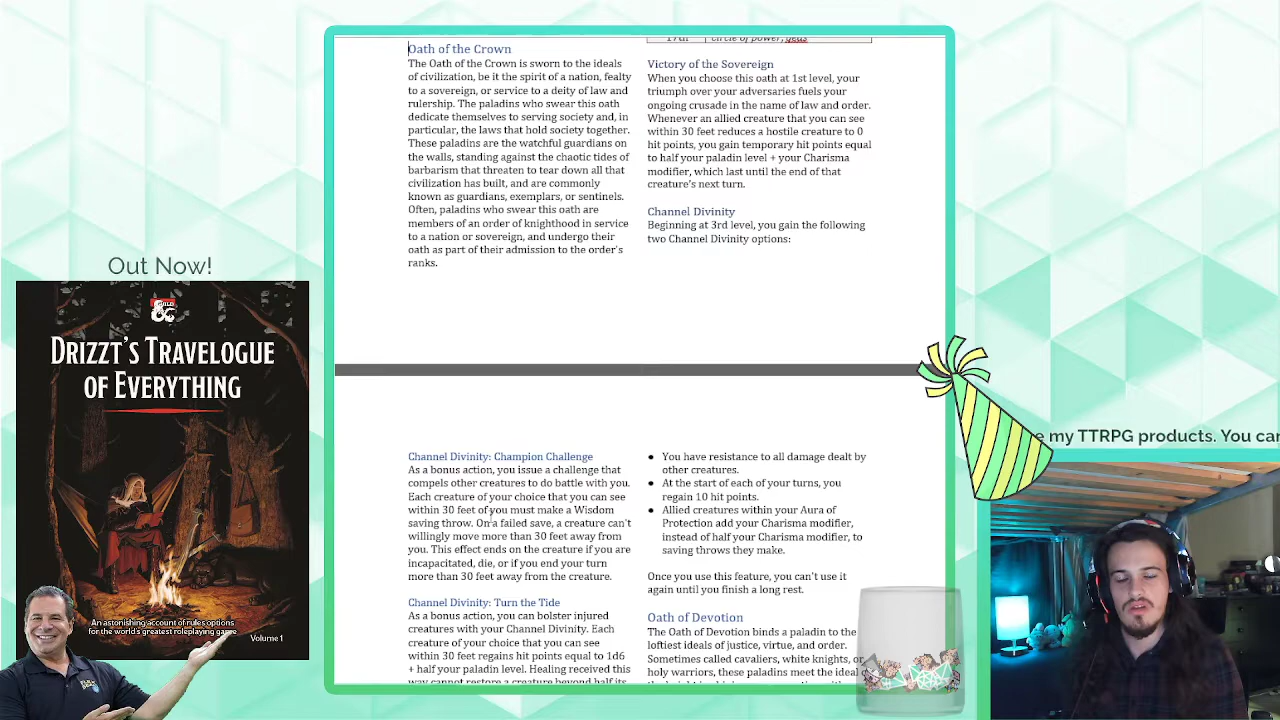 Out Now!
DRIZZT'S TRAVELOGUE
OF EVERYTHING
An astonishing account of rules options
for the world's greatest roleplaying game
Volume 1
Oath of the Crown
The Oath of the Crown is sworn to the ideals
of civilization, be it the spirit of a nation, fealty
to a sovereign, or service to a deity of law and
rulership. The paladins who swear this oath
dedicate themselves to serving society and, in
particular, the laws that hold society together.
These paladins are the watchful guardians on
the walls, standing against the chaotic tides of
barbarism that threaten to tear down all that
civilization has built, and are commonly
known as guardians, exemplars, or sentinels.
Often, paladins who swear this oath are
members of an order of knighthood in service
to a nation or sovereign, and undergo their
oath as part of their admission to the order's
ranks.
17th circle of power, geas
Victory of the Sovereign
When you choose this oath at 1st level, your
triumph over your adversaries fuels your
ongoing crusade in the name of law and order.
Whenever an allied creature that you can see
within 30 feet reduces a hostile creature to 0
hit points, you gain temporary hit points equal
to half your paladin level + your Charisma
modifier, which last until the end of that
creature's next turn.
Channel Divinity
Beginning at 3rd level, you gain the following
two Channel Divinity options:
Channel Divinity: Champion Challenge
As a bonus action, you issue a challenge that
compels other creatures to do battle with you.
Each creature of your choice that you can see
within 30 feet of you must make a Wisdom
saving throw. On a failed save, a creature can't
willingly move more than 30 feet away from
you. This effect ends on the creature if you are
incapacitated, die, or if you end your turn
more than 30 feet away from the creature.
Channel Divinity: Turn the Tide
As a bonus action, you can bolster injured
creatures with your Channel Divinity. Each
creature of your choice that you can see
within 30 feet regains hit points equal to 1d6
+ half your paladin level. Healing received this
way cannot restore a creature beyond half its
● You have resistance to all damage dealt by
other creatures.
● At the start of each of your turns, you
regain 10 hit points.
● Allied creatures within your Aura of
Protection add your Charisma modifier,
instead of half your Charisma modifier, to
saving throws they make.
Once you use this feature, you can't use it
again until you finish a long rest.
Oath of Devotion
The Oath of Devotion binds a paladin to the
loftiest ideals of justice, virtue, and order.
Sometimes called cavaliers, white knights, or
holy warriors, these paladins meet the ideal
e my TTRPG products. You can